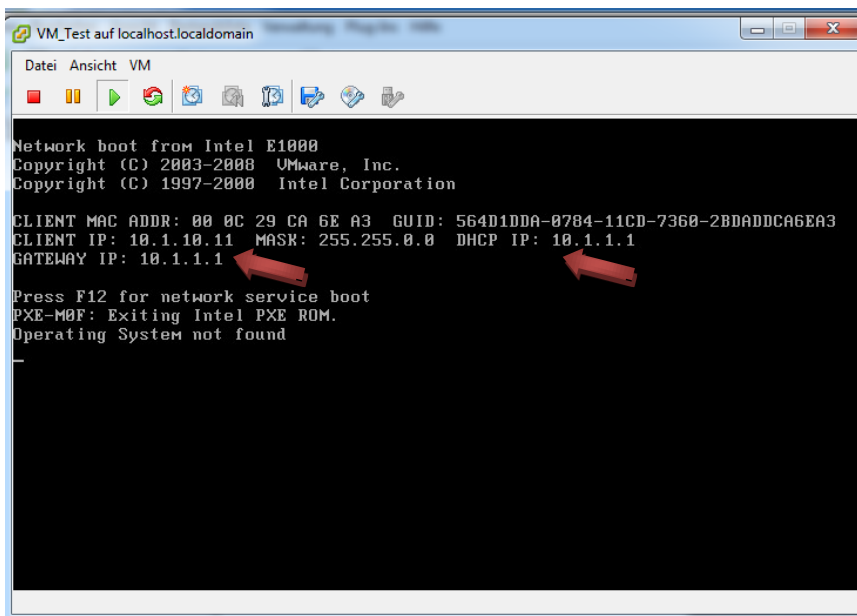 VM_Test auf localhost.localdomain
Datei Ansicht VM
Network boot from Intel E1000
Copyright (C) 2003-2008 VMware, Inc.
Copyright (C) 1997-2000 Intel Corporation
CLIENT MAC ADDR: 00 0C 29 CA 6E A3 GUID: 564D1DDA-0784-11CD-7360-2BDADDCA6EA3
CLIENT IP: 10.1.10.11 MASK: 255.255.0.0 DHCP IP: 10.1.1.1
GATEWAY IP: 10.1.1.1
Press F12 for network service boot
PXE-M0F: Exiting Intel PXE ROM.
Operating System not found